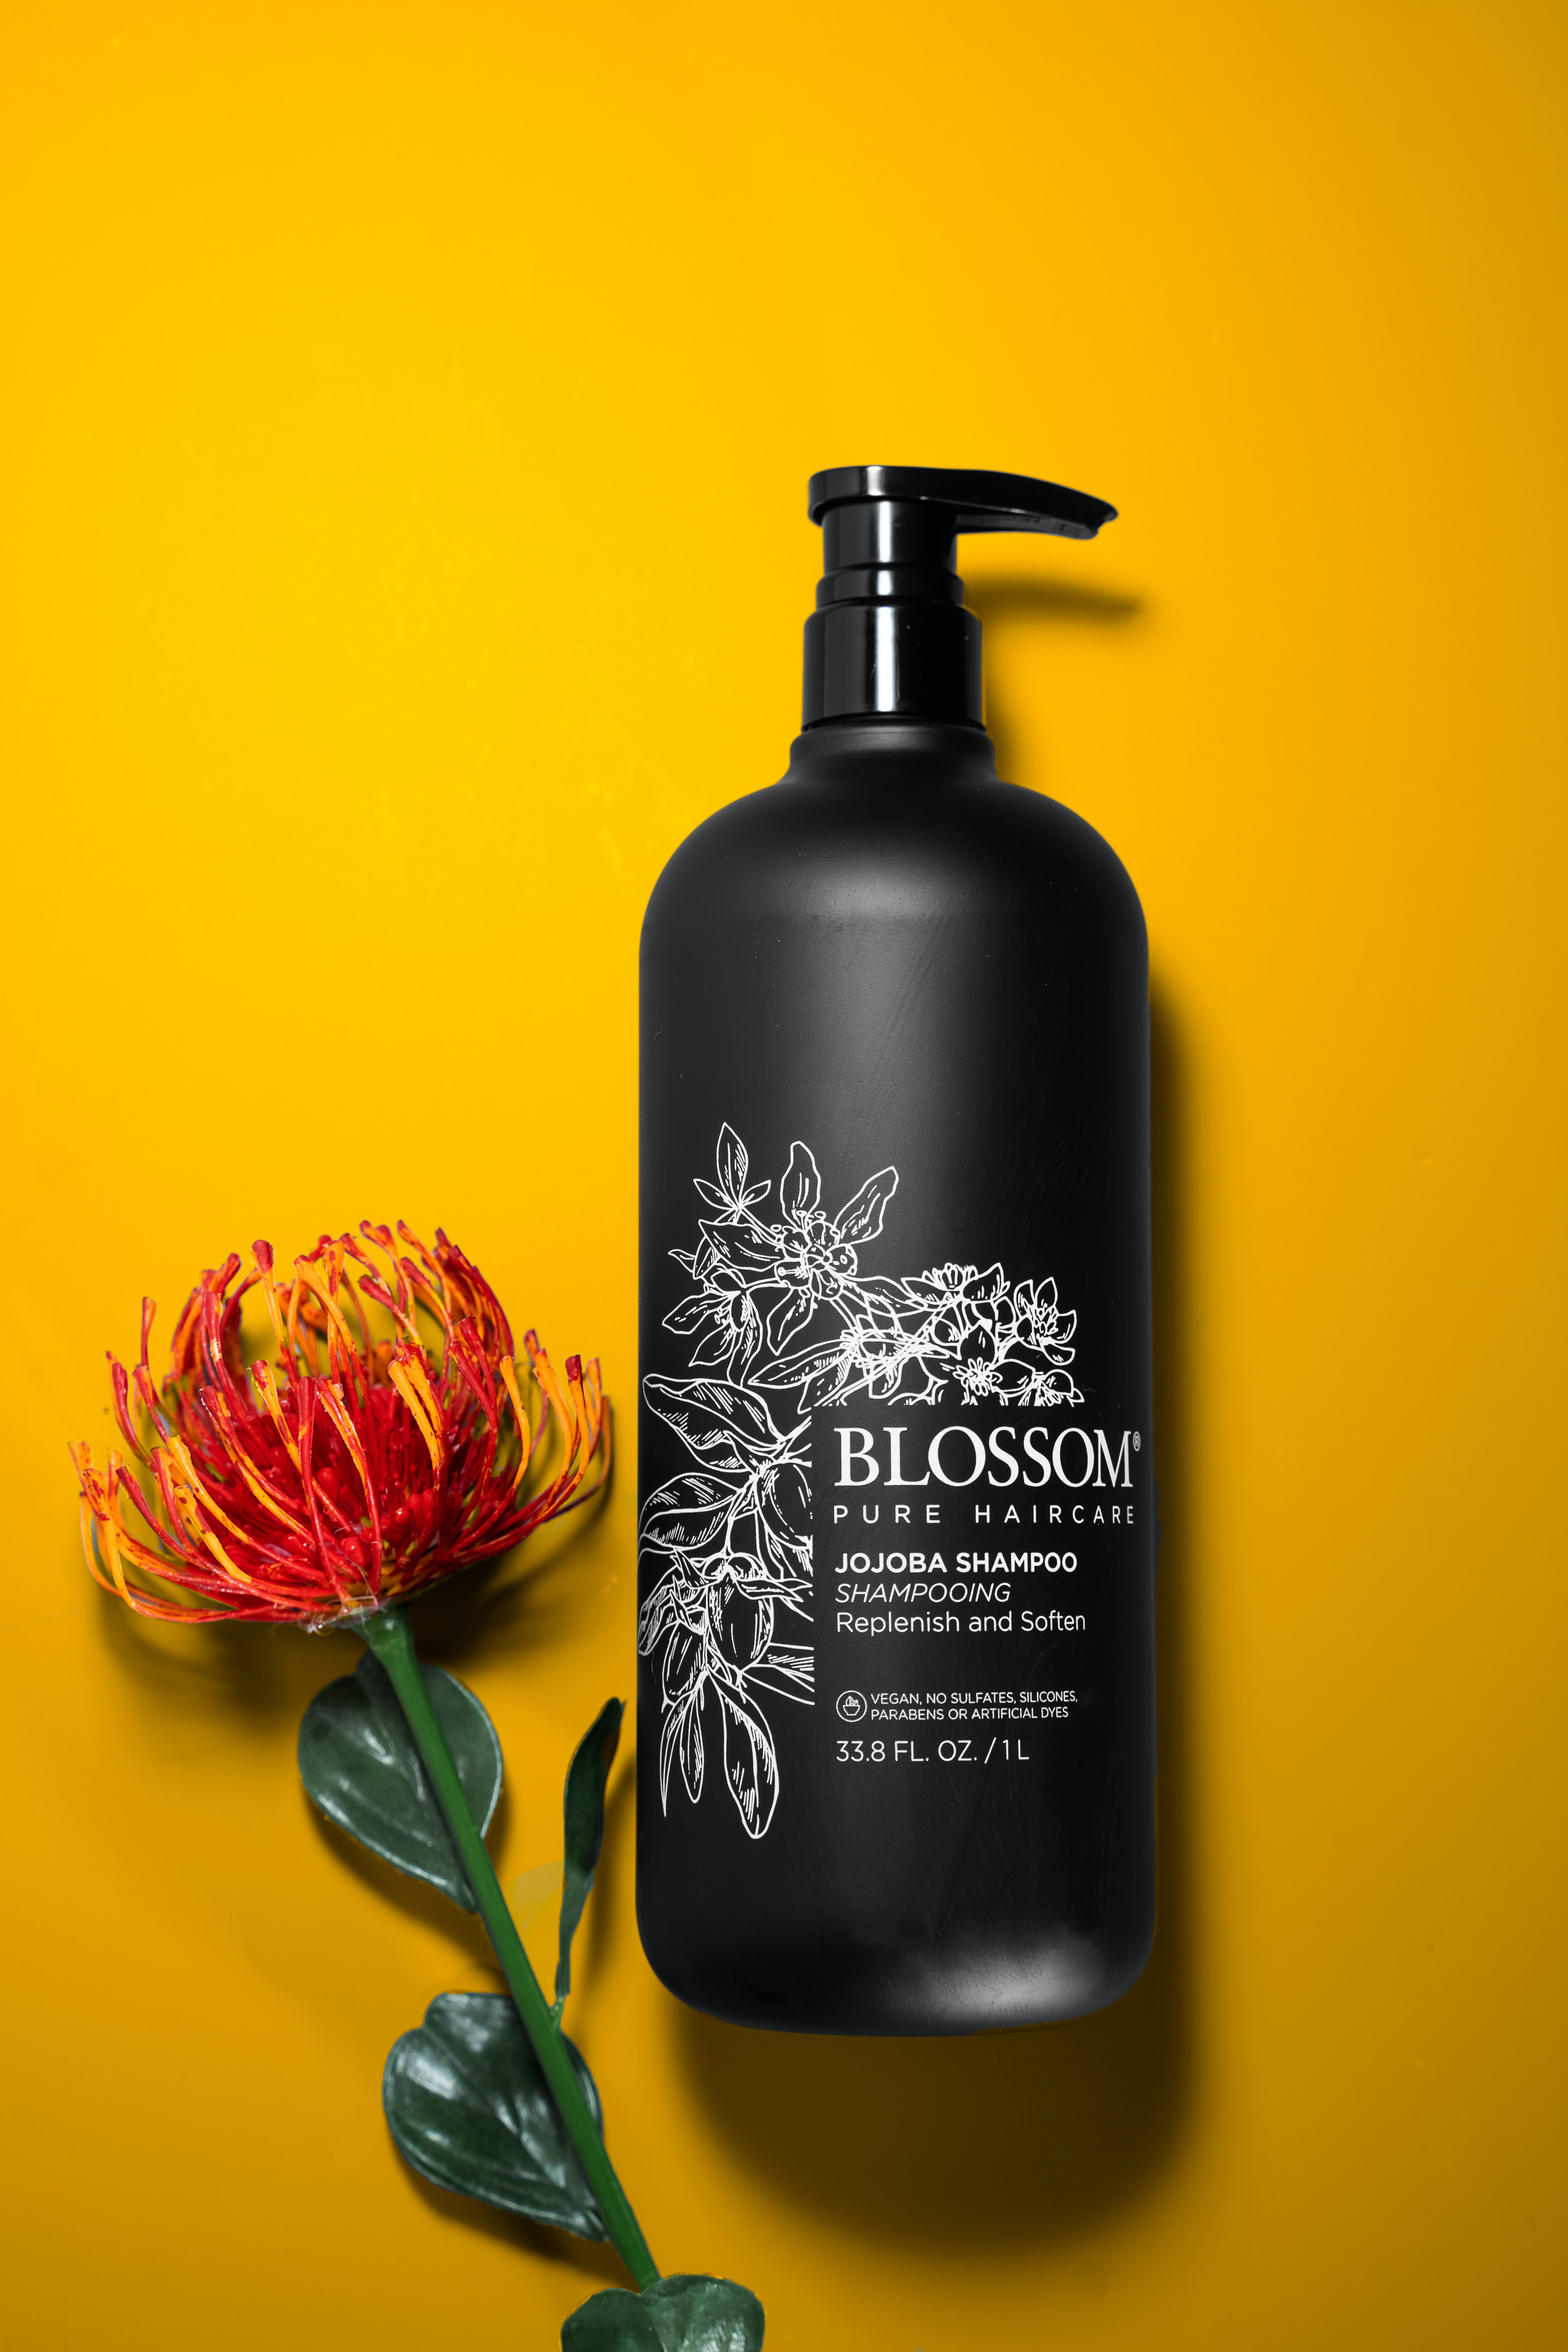 BLOSSOM®
PURE HAIRCARE
JOJOBA SHAMPOO
SHAMPOOING
Replenish and Soften
VEGAN, NO SULFATES, SILICONES,
PARABENS OR ARTIFICIAL DYES
33.8 FL. OZ. / 1 L